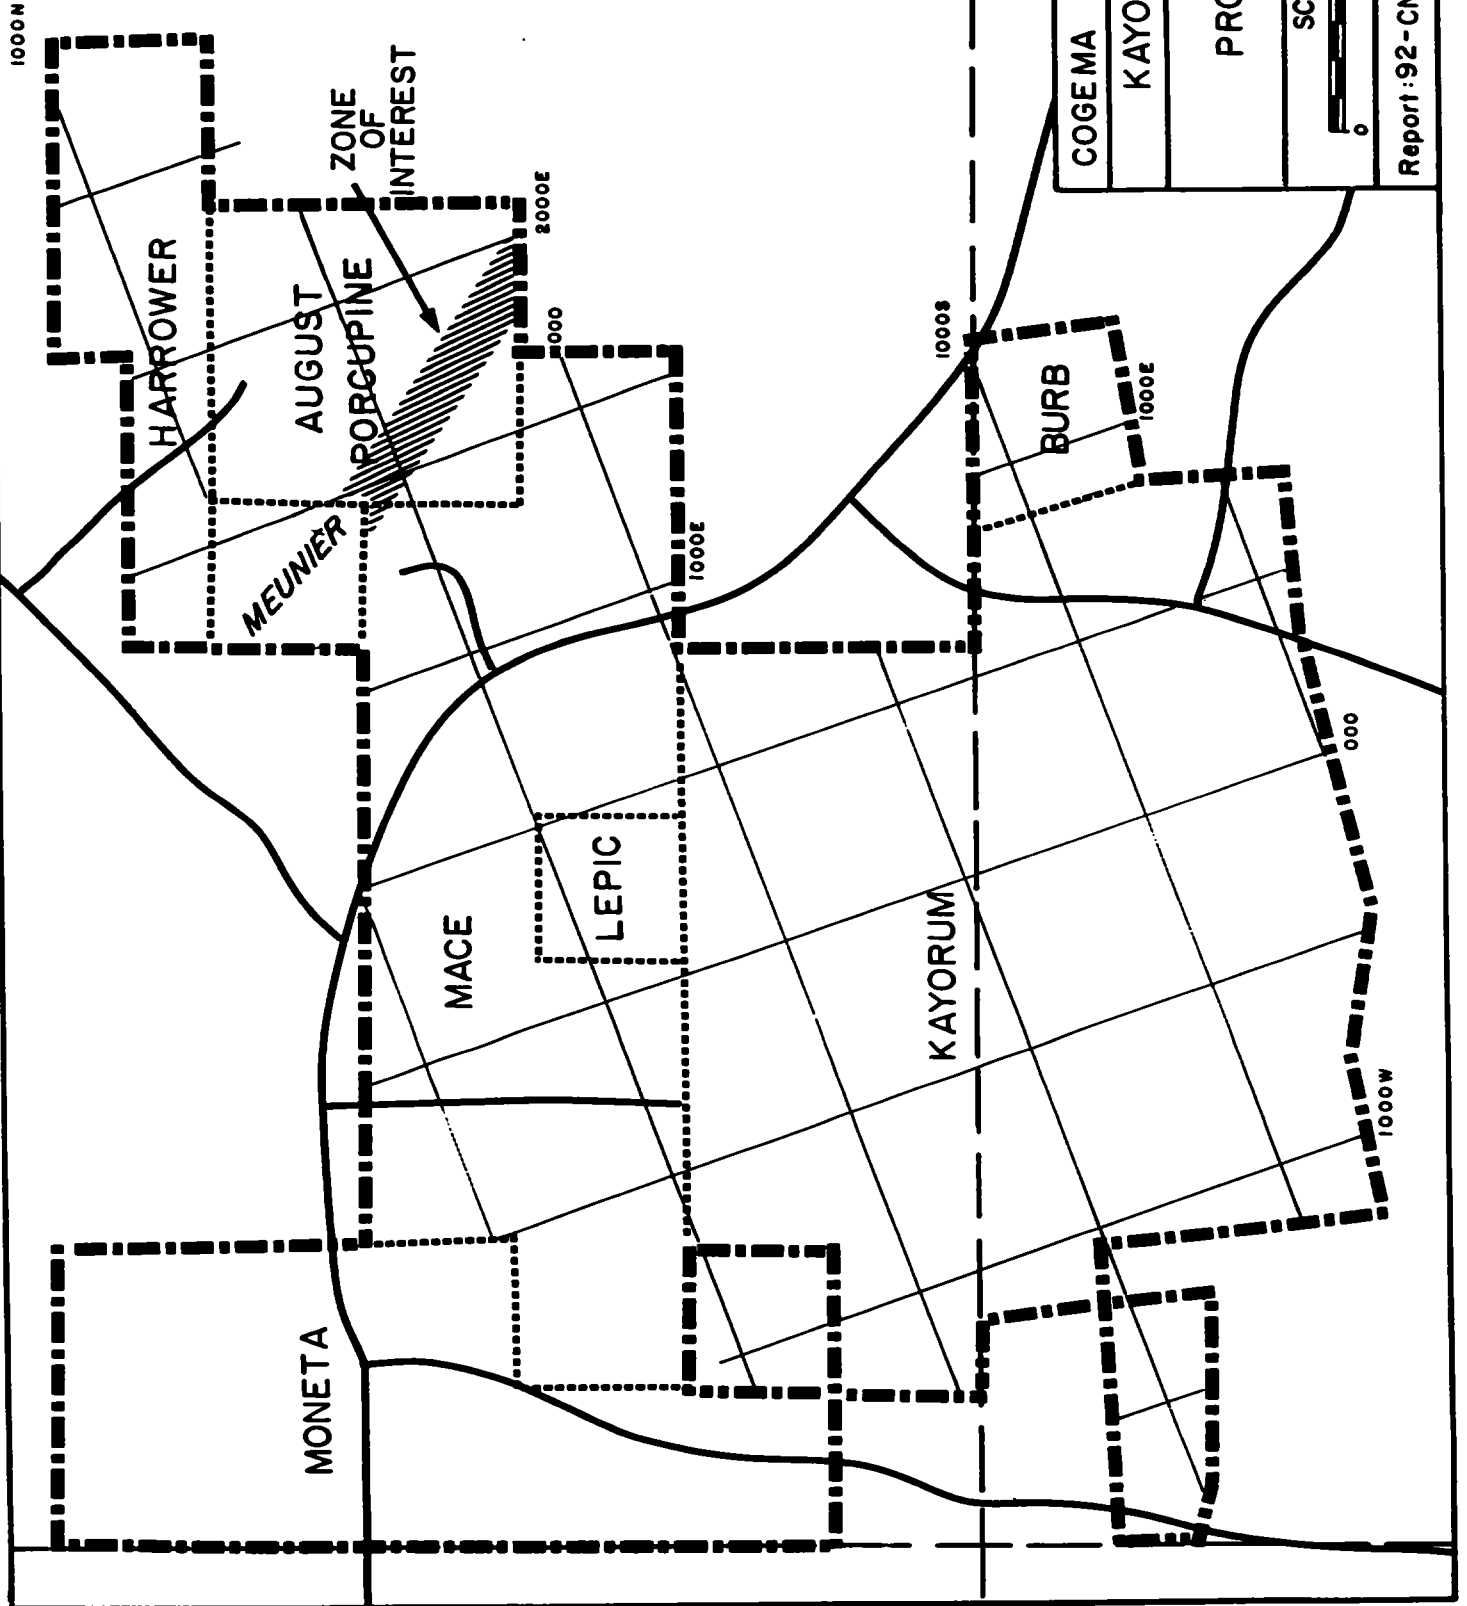 1000N
HARROWER
ZONE
OF
INTEREST
AUGUST
PORCUPINE
2000E
MEUNIER
000
1000E
1000S
BURB
1000E
MACE
LEPIC
KAYORUM
000
1000W
MONETA
COGEMA
KAYO
PRO
SC
0
Report:92-CN